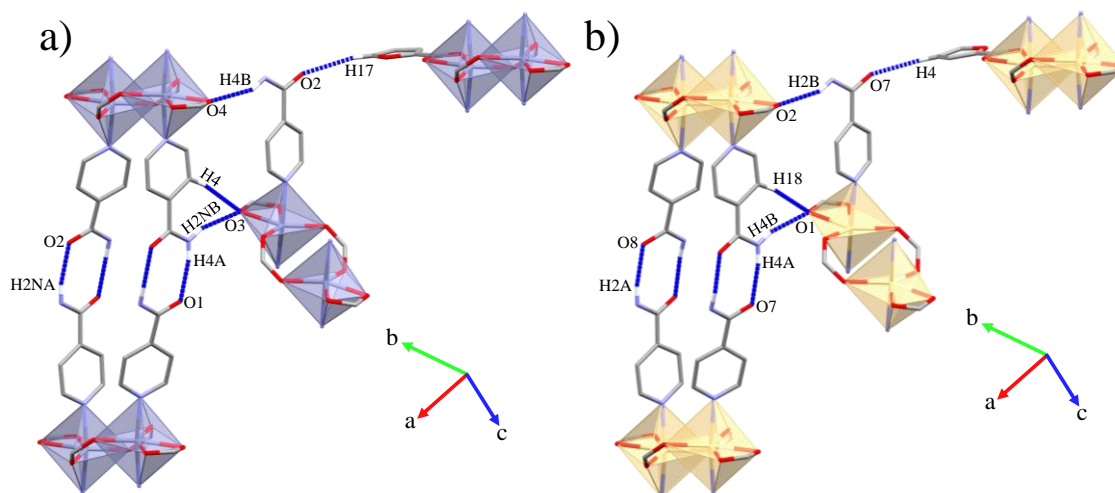 a)
H4B
O2
H17
O4
H4
H2NB
O3
O2
H4A
H2NA
O1
b
a
c
b)
H2B
O7
H4
O2
H18
H4B
O1
O8
H4A
H2A
O7
b
a
c